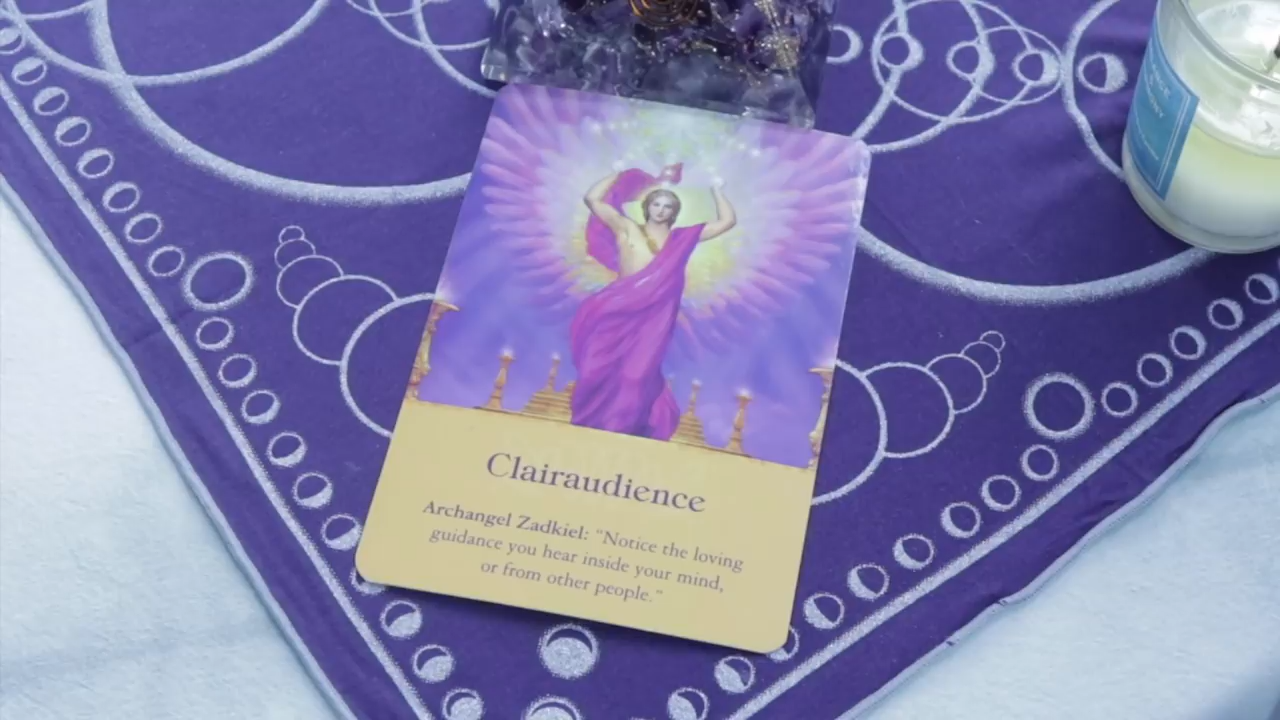 Clairaudience
Archangel Zadkiel: "Notice the loving
guidance you hear inside your mind,
or from other people."